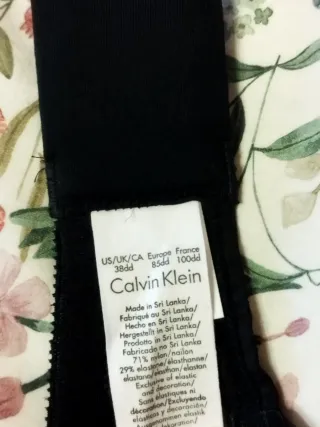 US/UK/CA Europe France
38dd 85dd 100dd
Calvin Klein
Made in Sri Lanka/
Fabriqué au Sri Lanka/
Hecho en Sri Lanka/
Hergestellt in Sri Lanka/
Prodotto in Sri Lanka/
Fabricado no Sri Lanka
71% nylon/nailon
29% elastane/élasthanne/
elastano/elasthan/elastan
Exclusive of elastic
and decoration/
Sans élastiques ni
décoration/Excluyendo
elásticos y decoración/
elastik